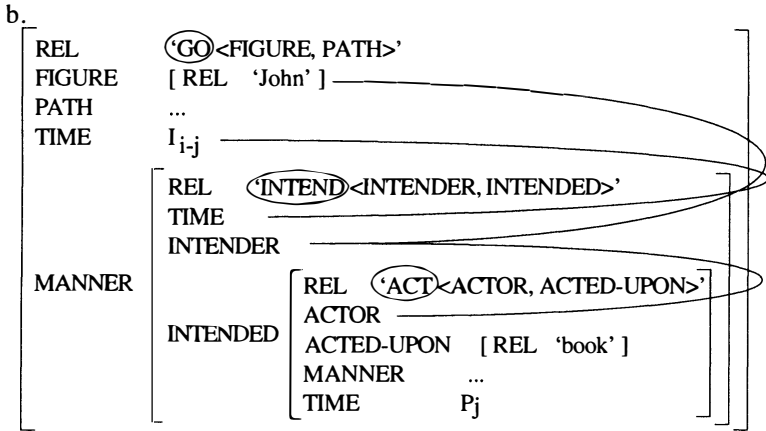 b.
REL ‘GO<FIGURE, PATH>’
FIGURE [ REL ‘John’ ]
PATH ...
TIME I i-j
REL ‘INTEND<INTENDER, INTENDED>’
TIME
INTENDER
MANNER
REL ‘ACT<ACTOR, ACTED-UPON>’
ACTOR
INTENDED
ACTED-UPON [ REL ‘book’ ]
MANNER ...
TIME Pj